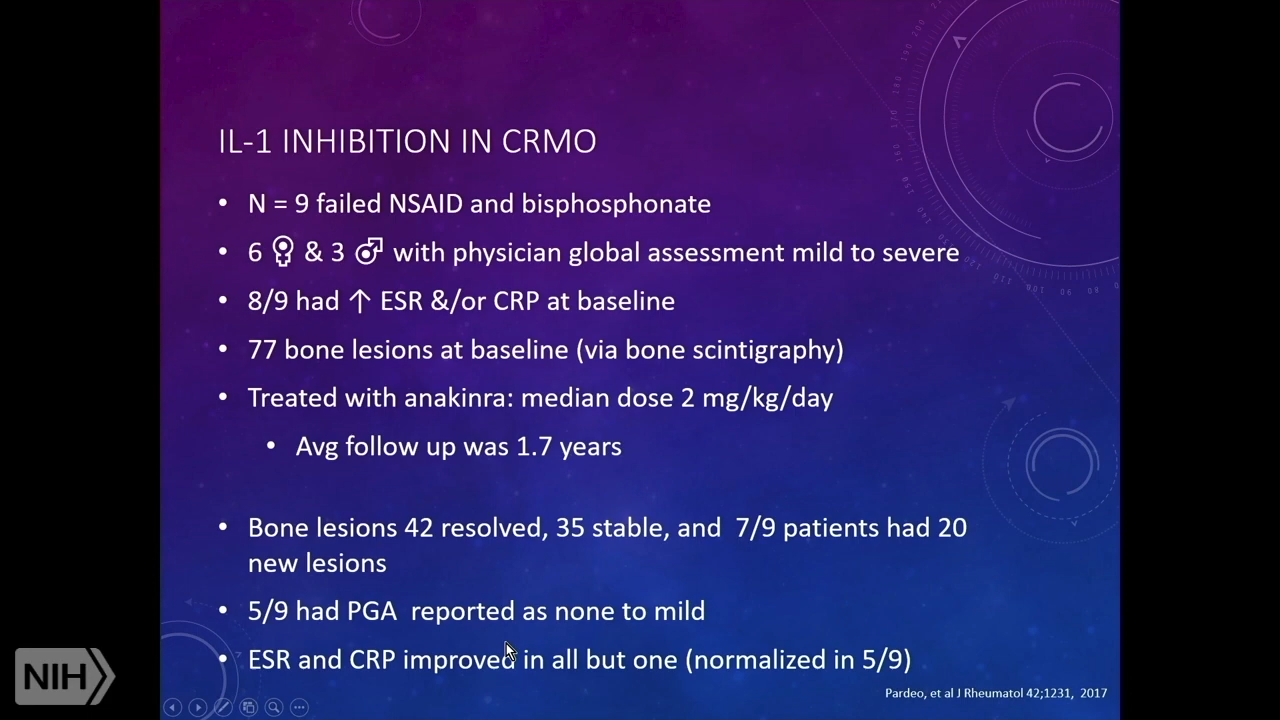 IL-1 INHIBITION IN CRMO
• N = 9 failed NSAID and bisphosphonate
• 6 ♀ & 3 ♂ with physician global assessment mild to severe
• 8/9 had ↑ ESR &/or CRP at baseline
• 77 bone lesions at baseline (via bone scintigraphy)
• Treated with anakinra: median dose 2 mg/kg/day
• Avg follow up was 1.7 years
• Bone lesions 42 resolved, 35 stable, and 7/9 patients had 20
new lesions
• 5/9 had PGA reported as none to mild
• ESR and CRP improved in all but one (normalized in 5/9)
Pardeo, et al J Rheumatol 42;1231, 2017
NIH